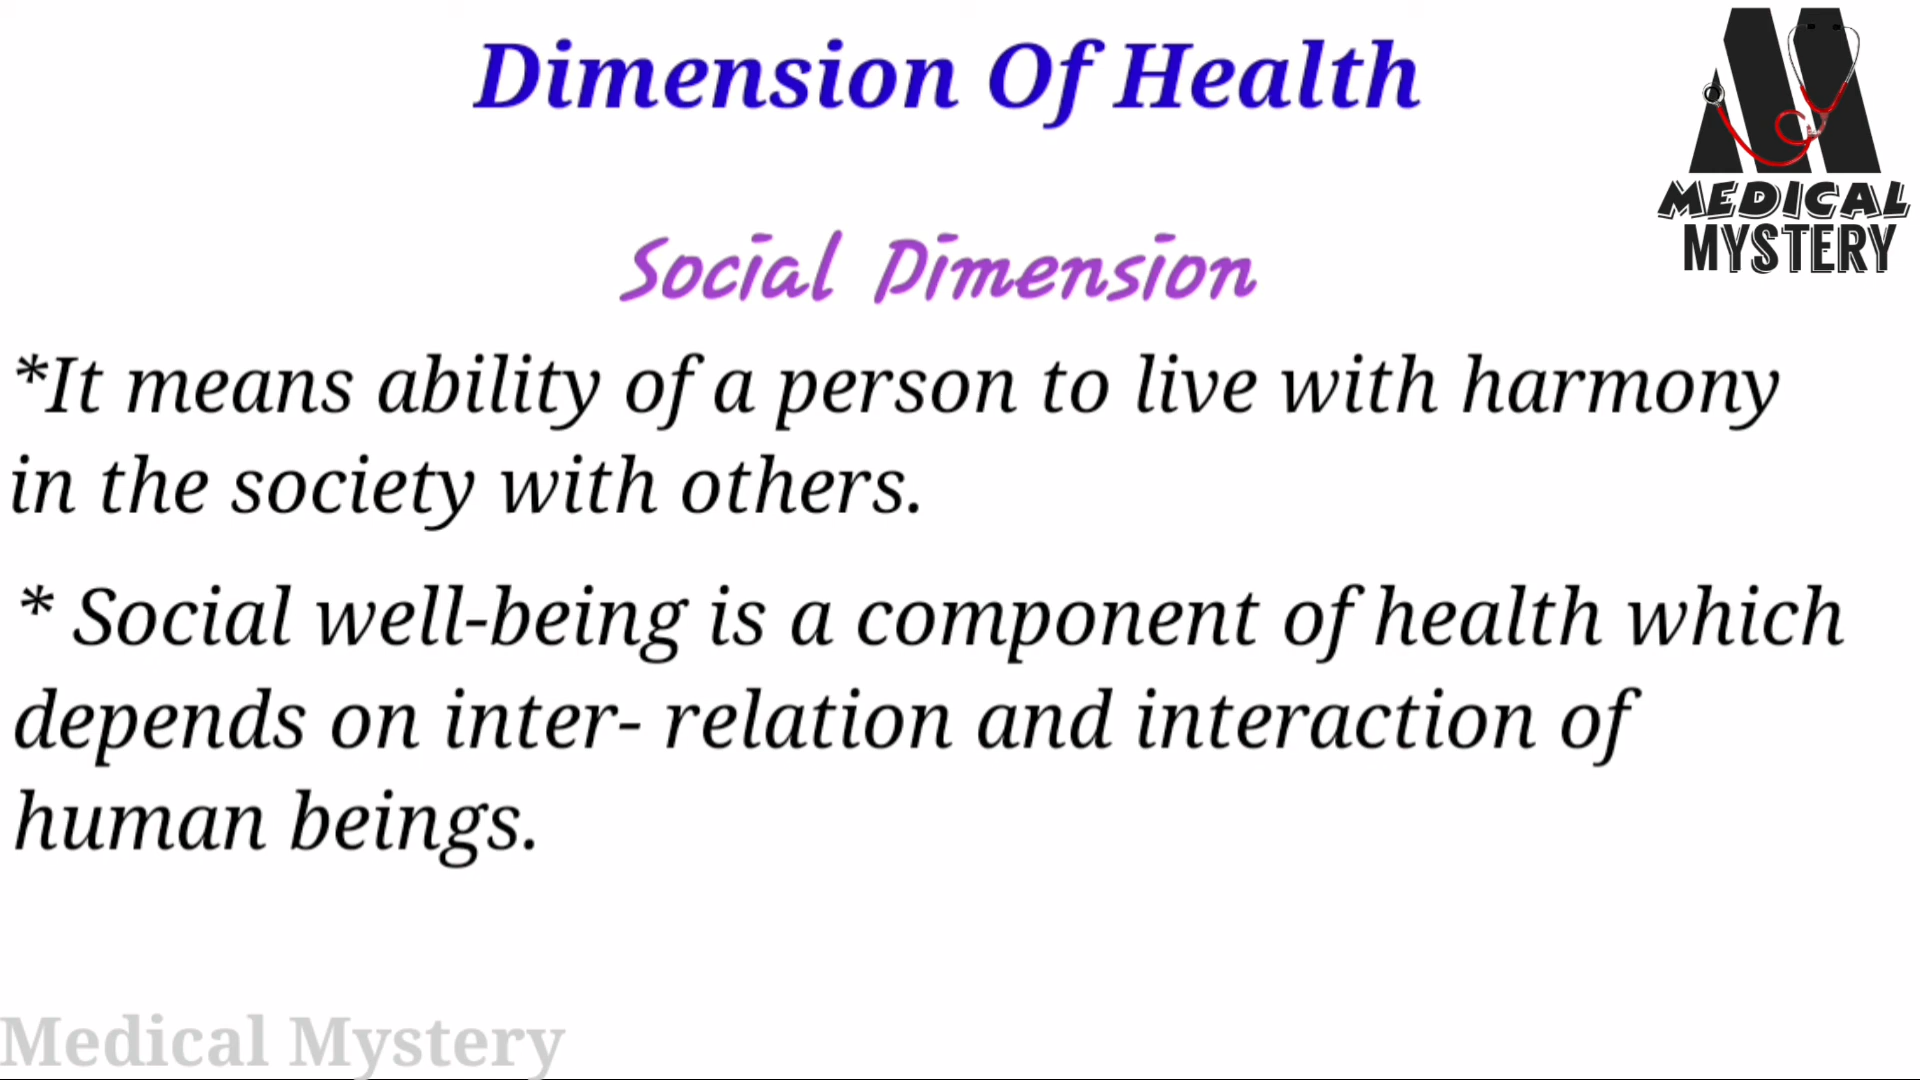 Dimension Of Health
MEDICAL
MYSTERY
Social Dimension
*It means ability of a person to live with harmony
in the society with others.
* Social well-being is a component of health which
depends on inter- relation and interaction of
human beings.
Medical Mystery